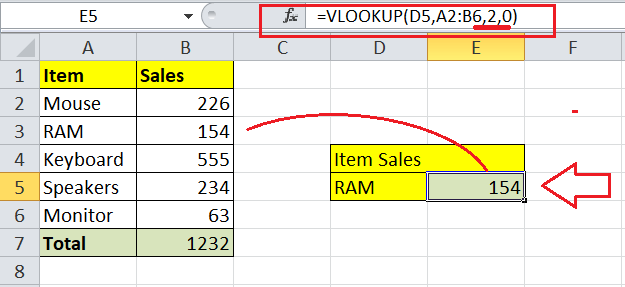 E5 fx =VLOOKUP(D5,A2:B6,2,0)
A B C D E F
1 Item Sales
2 Mouse 226
3 RAM 154
4 Keyboard 555 Item Sales
5 Speakers 234 RAM 154
6 Monitor 63
7 Total 1232
8